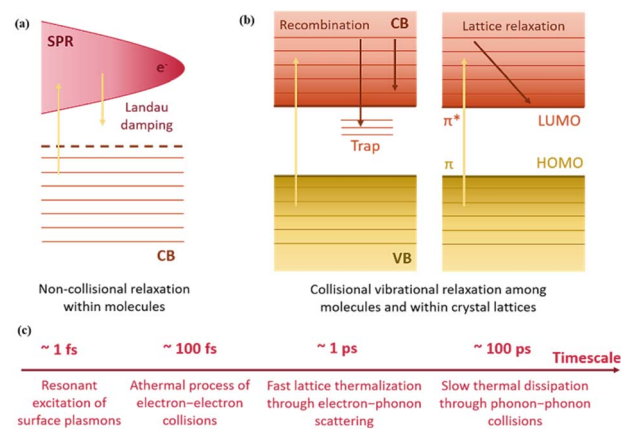 (a)
SPR
e-
Landau
damping
CB
Non-collisional relaxation
within molecules
(b)
Recombination
CB
Lattice relaxation
Trap
π*
LUMO
π
HOMO
VB
Collisional vibrational relaxation among
molecules and within crystal lattices
(c)
~ 1 fs
~ 100 fs
~ 1 ps
~ 100 ps
Timescale
Resonant
excitation of
surface plasmons
Athermal process of
electron–electron
collisions
Fast lattice thermalization
through electron–phonon
scattering
Slow thermal dissipation
through phonon–phonon
collisions